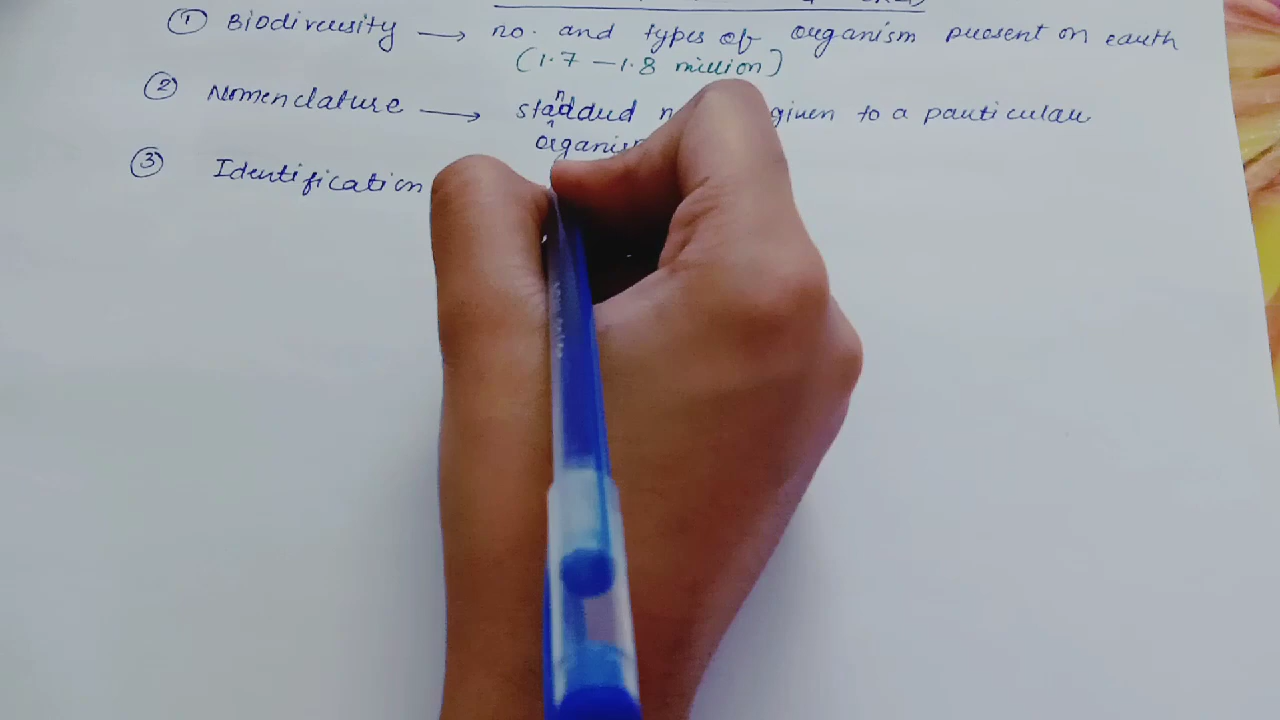 ① Biodiversity → no. and types of organism present on earth
(1.7 – 1.8 million)
② Nomenclature → standard given to a particular
organism
③ Identification